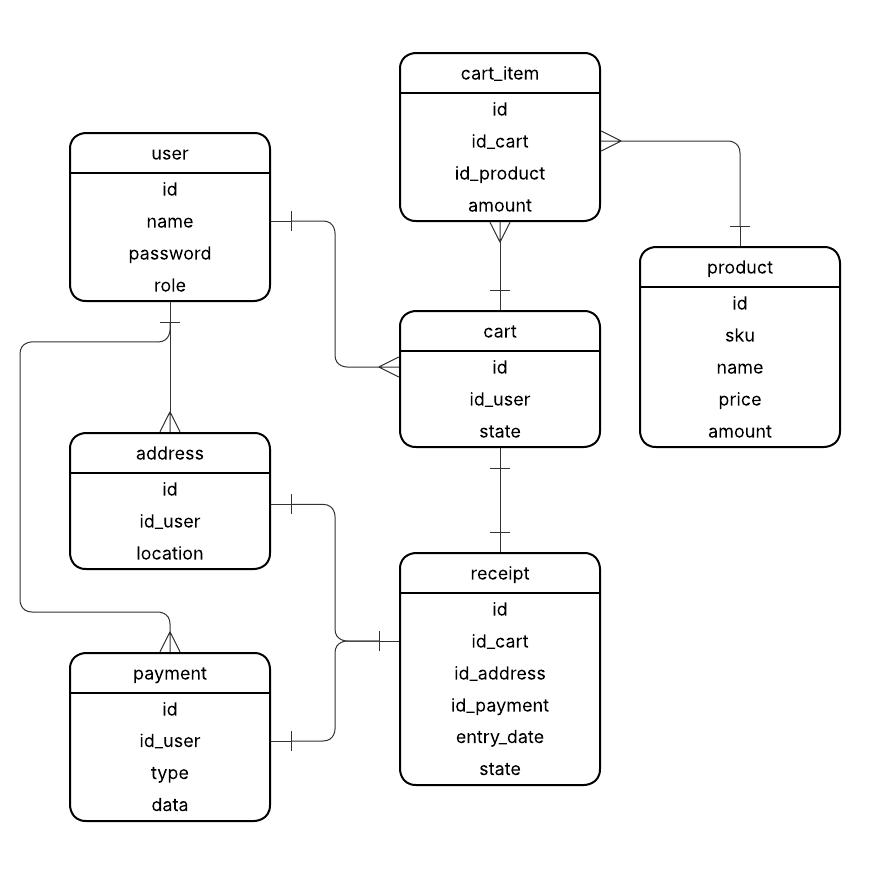 cart_item
id
id_cart
id_product
amount
user
id
name
password
role
product
id
sku
name
price
amount
cart
id
id_user
state
address
id
id_user
location
receipt
id
id_cart
id_address
id_payment
entry_date
state
payment
id
id_user
type
data